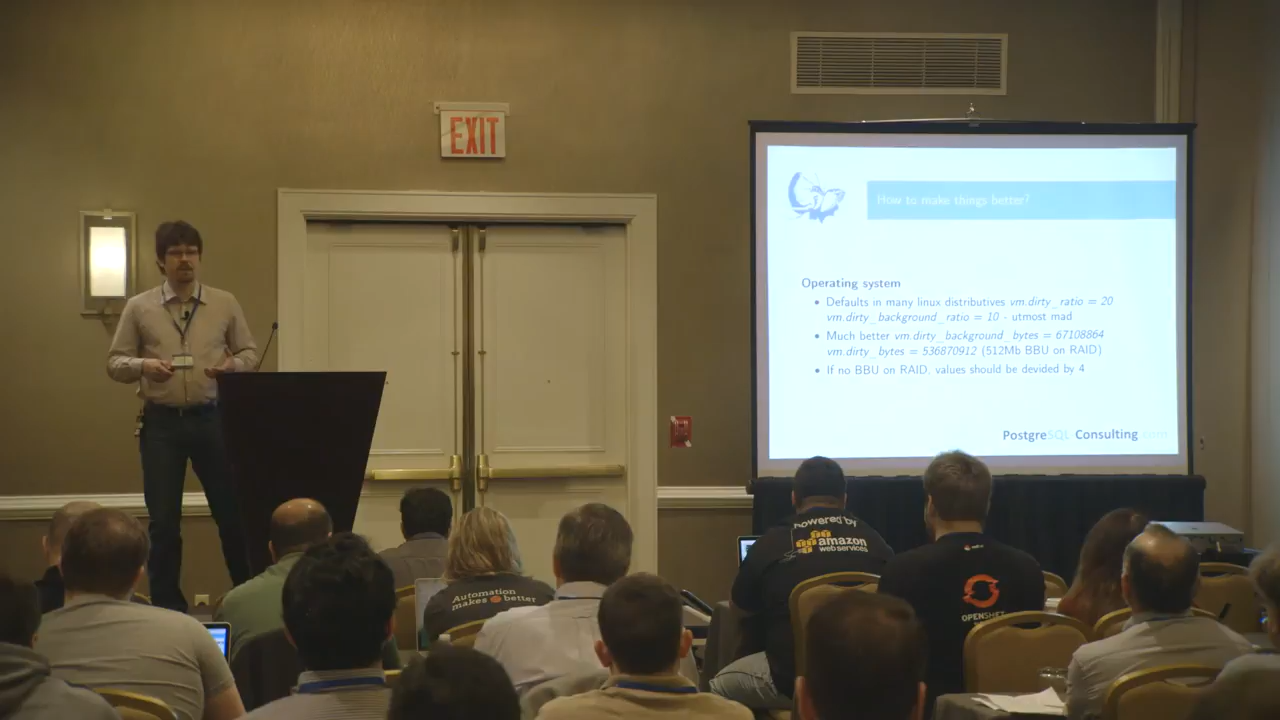 EXIT
How to make things better?
Operating system
• Defaults in many linux distributives vm.dirty_ratio = 20
vm.dirty_background_ratio = 10 - utmost mad
• Much better vm.dirty_background_bytes = 67108864
vm.dirty_bytes = 536870912 (512Mb BBU on RAID)
• If no BBU on RAID, values should be devided by 4
PostgreSQL Consulting.com
powered by
amazon
web services
Automation
makes better
OPENSHIFT